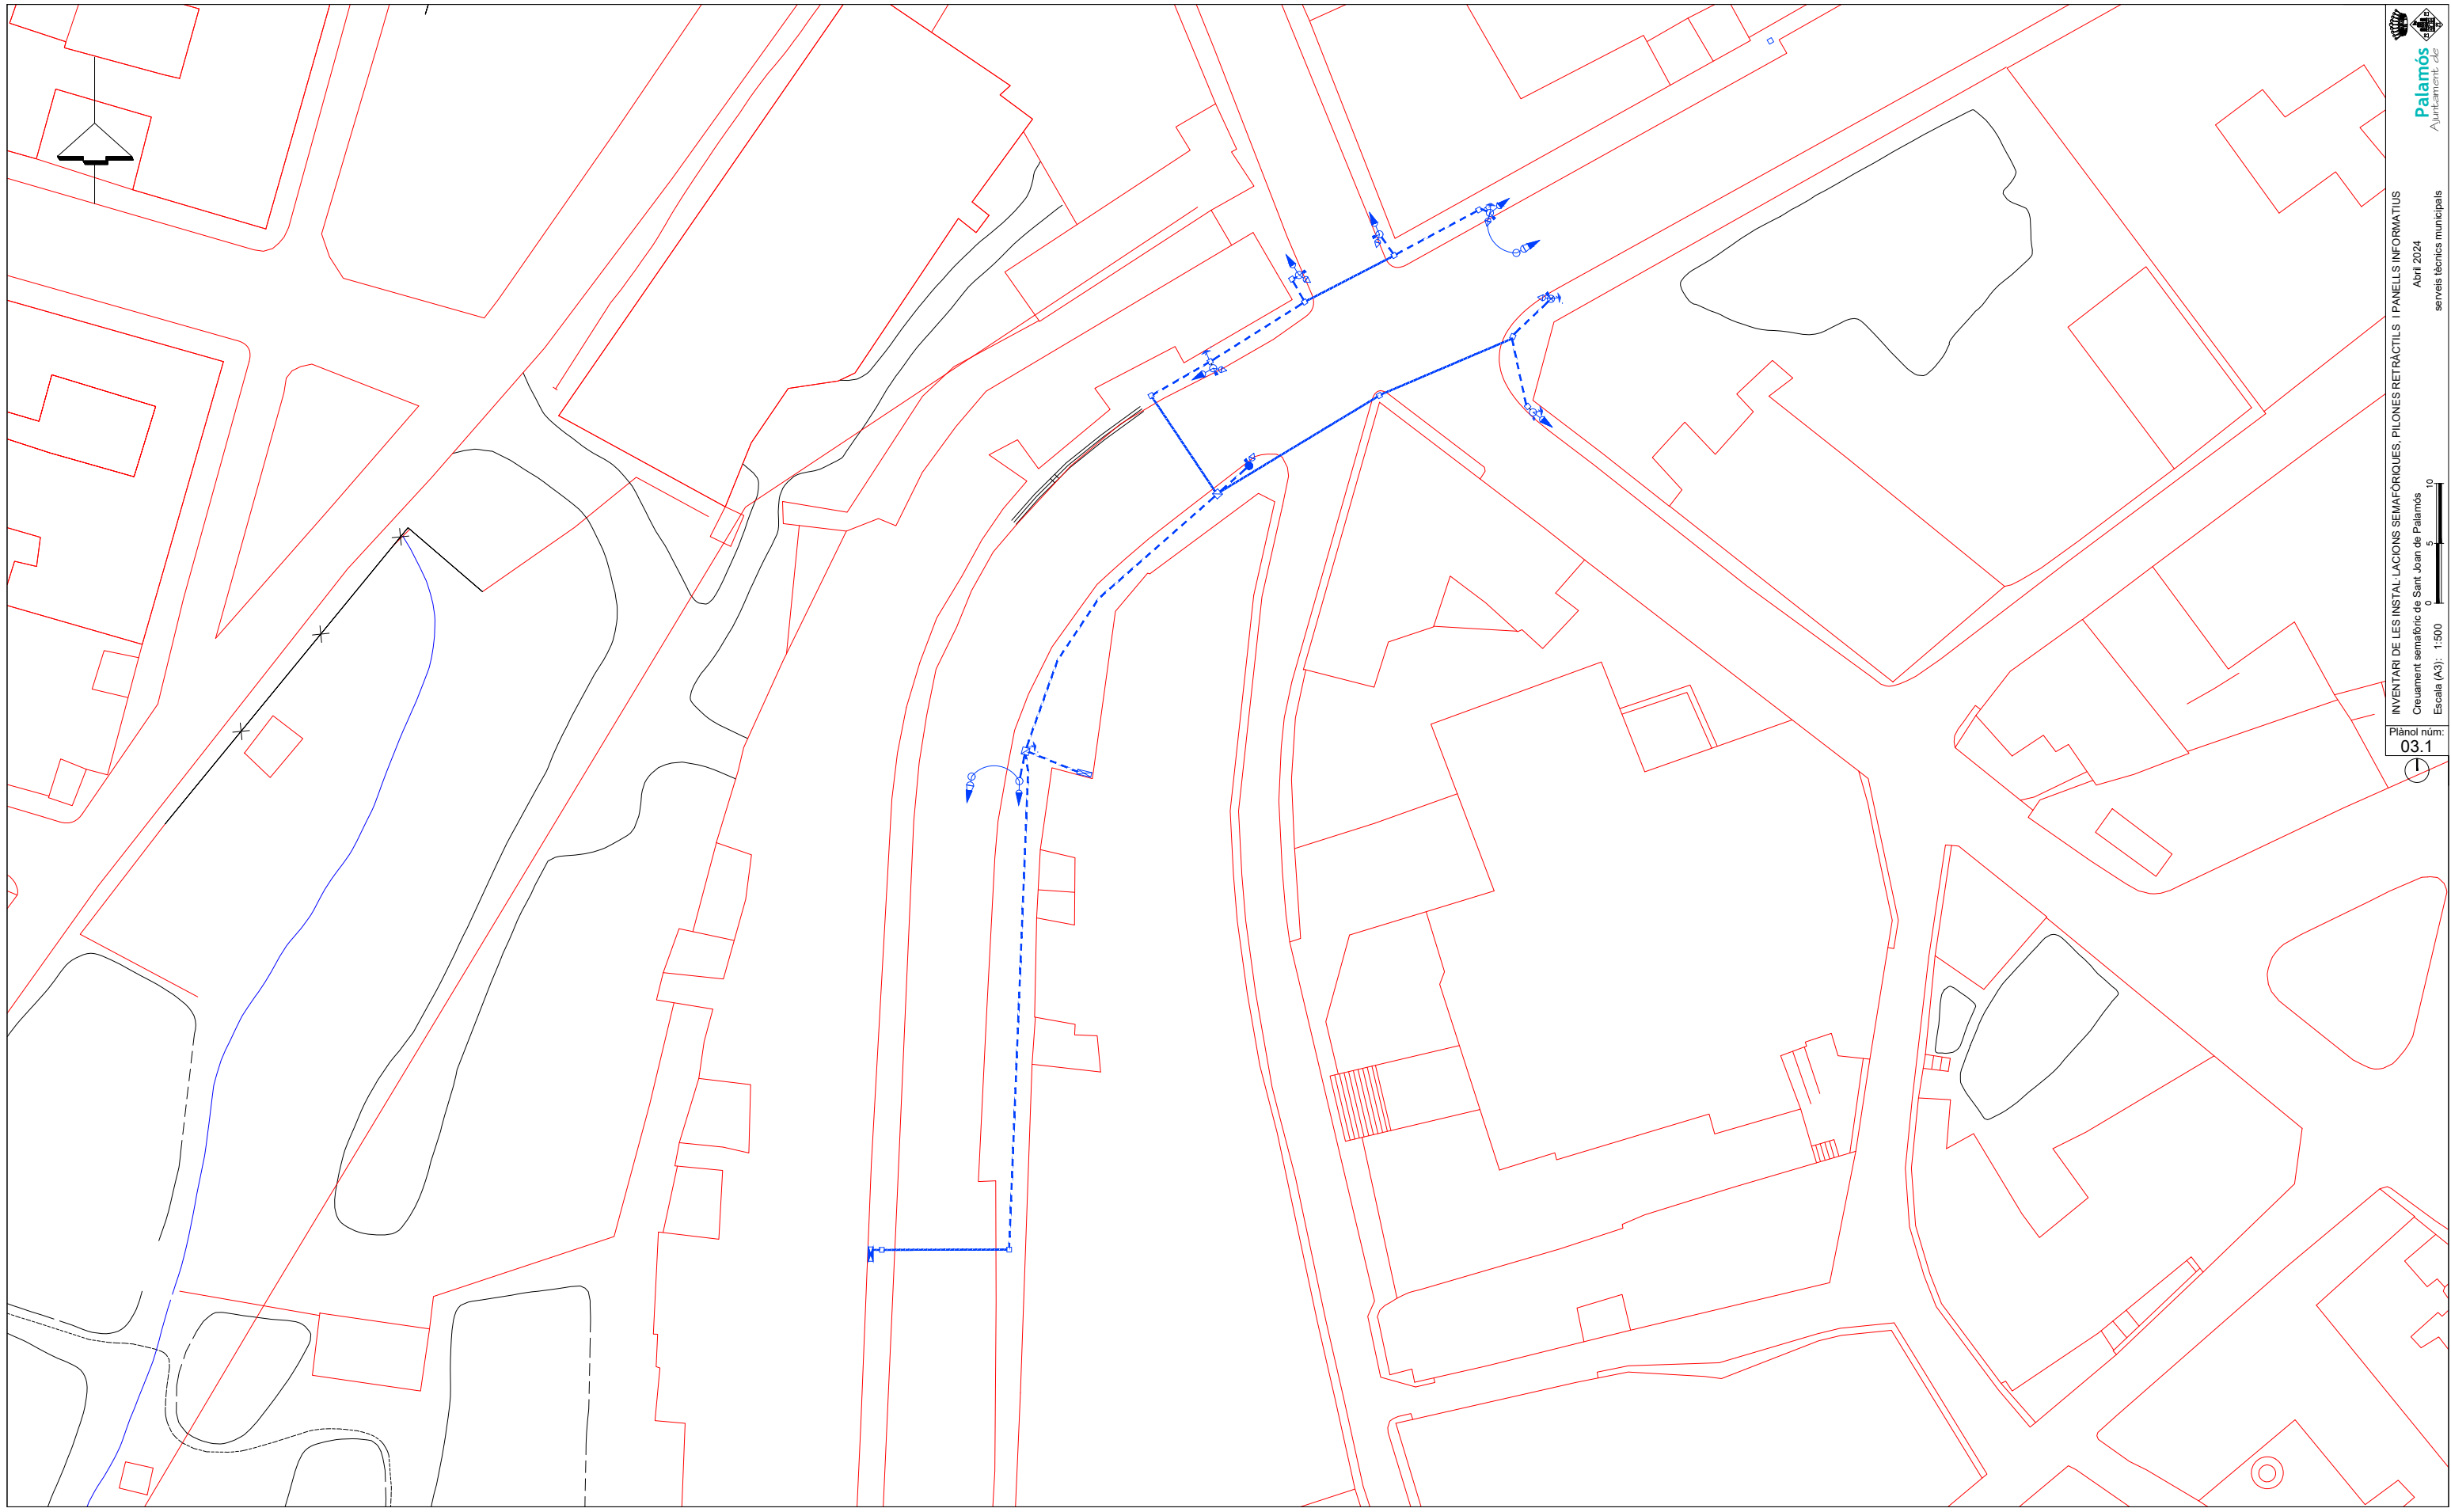 Ajuntament de
Palamós
INVENTARI DE LES INSTAL·LACIONS SEMAFÒRIQUES, PILONES RETRÀCTILS I PANELLS INFORMATIUS
Creuament semafòric de Sant Joan de Palamós
Abril 2024
Escala (A3): 1:500
0 5 10
serveis tècnics municipals
Plànol núm:
03.1